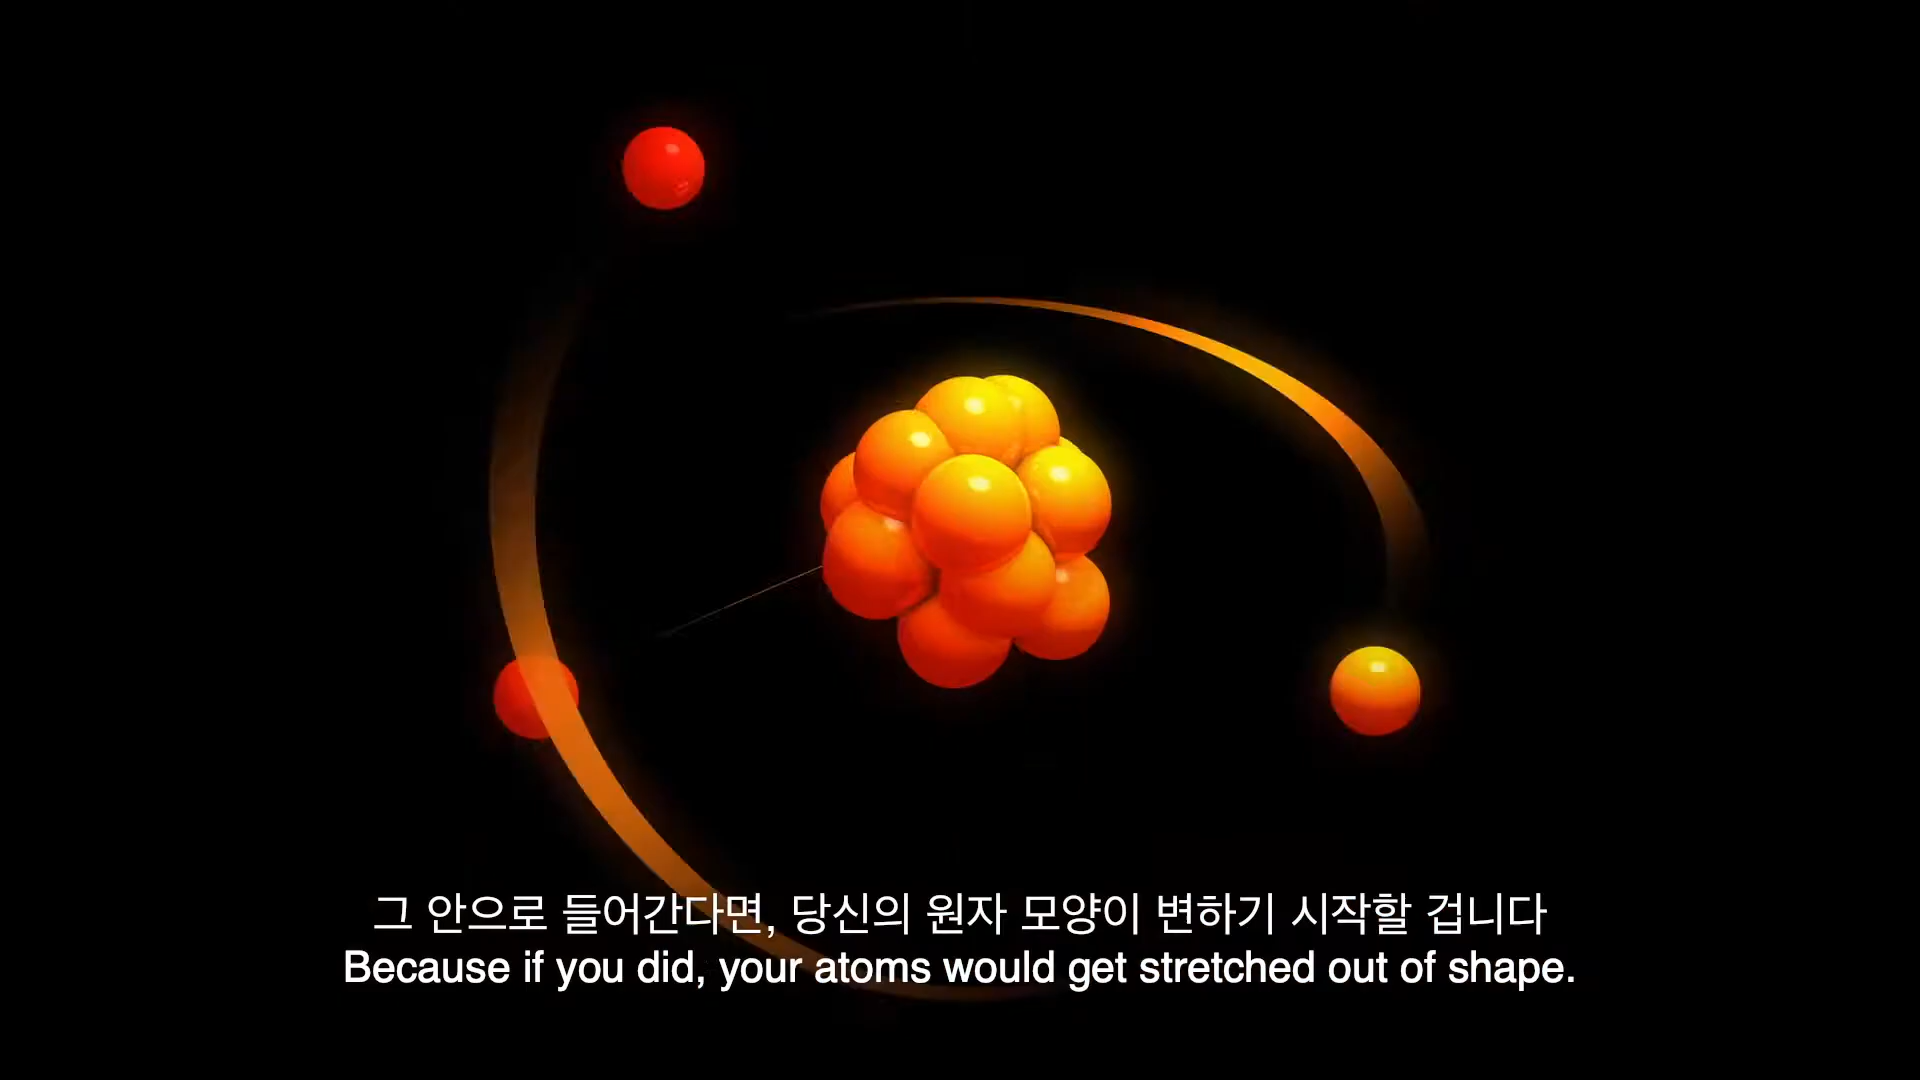 그 안으로 들어간다면, 당신의 원자 모양이 변하기 시작할 겁니다
Because if you did, your atoms would get stretched out of shape.